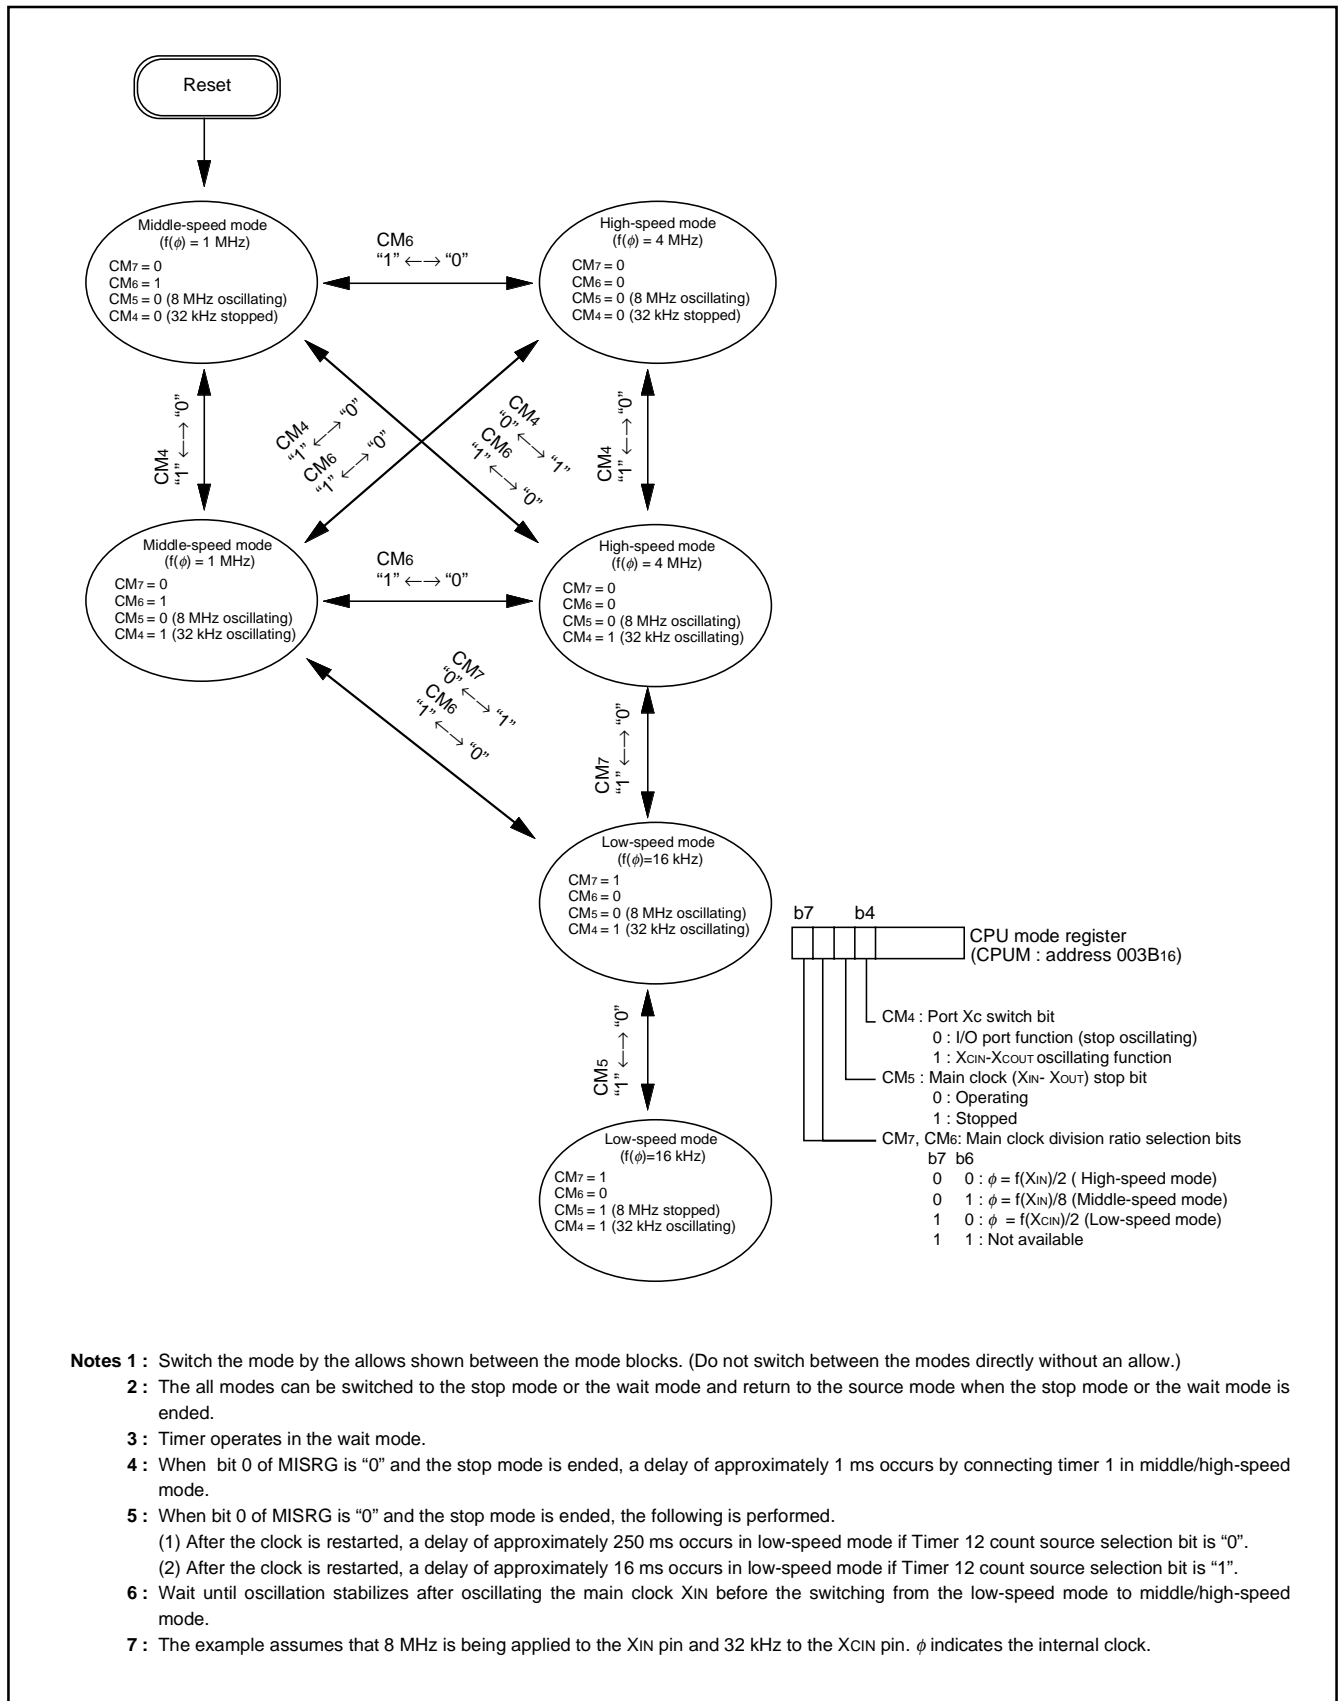 Reset
Middle-speed mode
(f(ϕ) = 1 MHz)
CM7 = 0
CM6 = 1
CM5 = 0 (8 MHz oscillating)
CM4 = 0 (32 kHz stopped)
CM6
“1” ←→ “0”
High-speed mode
(f(ϕ) = 4 MHz)
CM7 = 0
CM6 = 0
CM5 = 0 (8 MHz oscillating)
CM4 = 0 (32 kHz stopped)
CM4
“1” ←→ “0”
CM4
“1” ←→ “0”
CM6
“1” ←→ “0”
CM4
“0” ←→ “1”
CM6
“1” ←→ “0”
CM4
“1” ←→ “0”
Middle-speed mode
(f(ϕ) = 1 MHz)
CM7 = 0
CM6 = 1
CM5 = 0 (8 MHz oscillating)
CM4 = 1 (32 kHz oscillating)
CM6
“1” ←→ “0”
High-speed mode
(f(ϕ) = 4 MHz)
CM7 = 0
CM6 = 0
CM5 = 0 (8 MHz oscillating)
CM4 = 1 (32 kHz oscillating)
CM7
“0” ←→ “1”
CM6
“1” ←→ “0”
CM7
“1” ←→ “0”
Low-speed mode
(f(ϕ)=16 kHz)
CM7 = 1
CM6 = 0
CM5 = 0 (8 MHz oscillating)
CM4 = 1 (32 kHz oscillating)
CM5
“1” ←→ “0”
Low-speed mode
(f(ϕ)=16 kHz)
CM7 = 1
CM6 = 0
CM5 = 1 (8 MHz stopped)
CM4 = 1 (32 kHz oscillating)
b7 b4
CPU mode register
(CPUM : address 003B16)
CM4 : Port Xc switch bit
0 : I/O port function (stop oscillating)
1 : XCIN-XCOUT oscillating function
CM5 : Main clock (XIN- XOUT) stop bit
0 : Operating
1 : Stopped
CM7, CM6: Main clock division ratio selection bits
b7 b6
0 0 : ϕ = f(XIN)/2 ( High-speed mode)
0 1 : ϕ = f(XIN)/8 (Middle-speed mode)
1 0 : ϕ = f(XCIN)/2 (Low-speed mode)
1 1 : Not available
Notes 1 : Switch the mode by the allows shown between the mode blocks. (Do not switch between the modes directly without an allow.)
2 : The all modes can be switched to the stop mode or the wait mode and return to the source mode when the stop mode or the wait mode is
ended.
3 : Timer operates in the wait mode.
4 : When bit 0 of MISRG is “0” and the stop mode is ended, a delay of approximately 1 ms occurs by connecting timer 1 in middle/high-speed
mode.
5 : When bit 0 of MISRG is “0” and the stop mode is ended, the following is performed.
(1) After the clock is restarted, a delay of approximately 250 ms occurs in low-speed mode if Timer 12 count source selection bit is “0”.
(2) After the clock is restarted, a delay of approximately 16 ms occurs in low-speed mode if Timer 12 count source selection bit is “1”.
6 : Wait until oscillation stabilizes after oscillating the main clock XIN before the switching from the low-speed mode to middle/high-speed
mode.
7 : The example assumes that 8 MHz is being applied to the XIN pin and 32 kHz to the XCIN pin. ϕ indicates the internal clock.